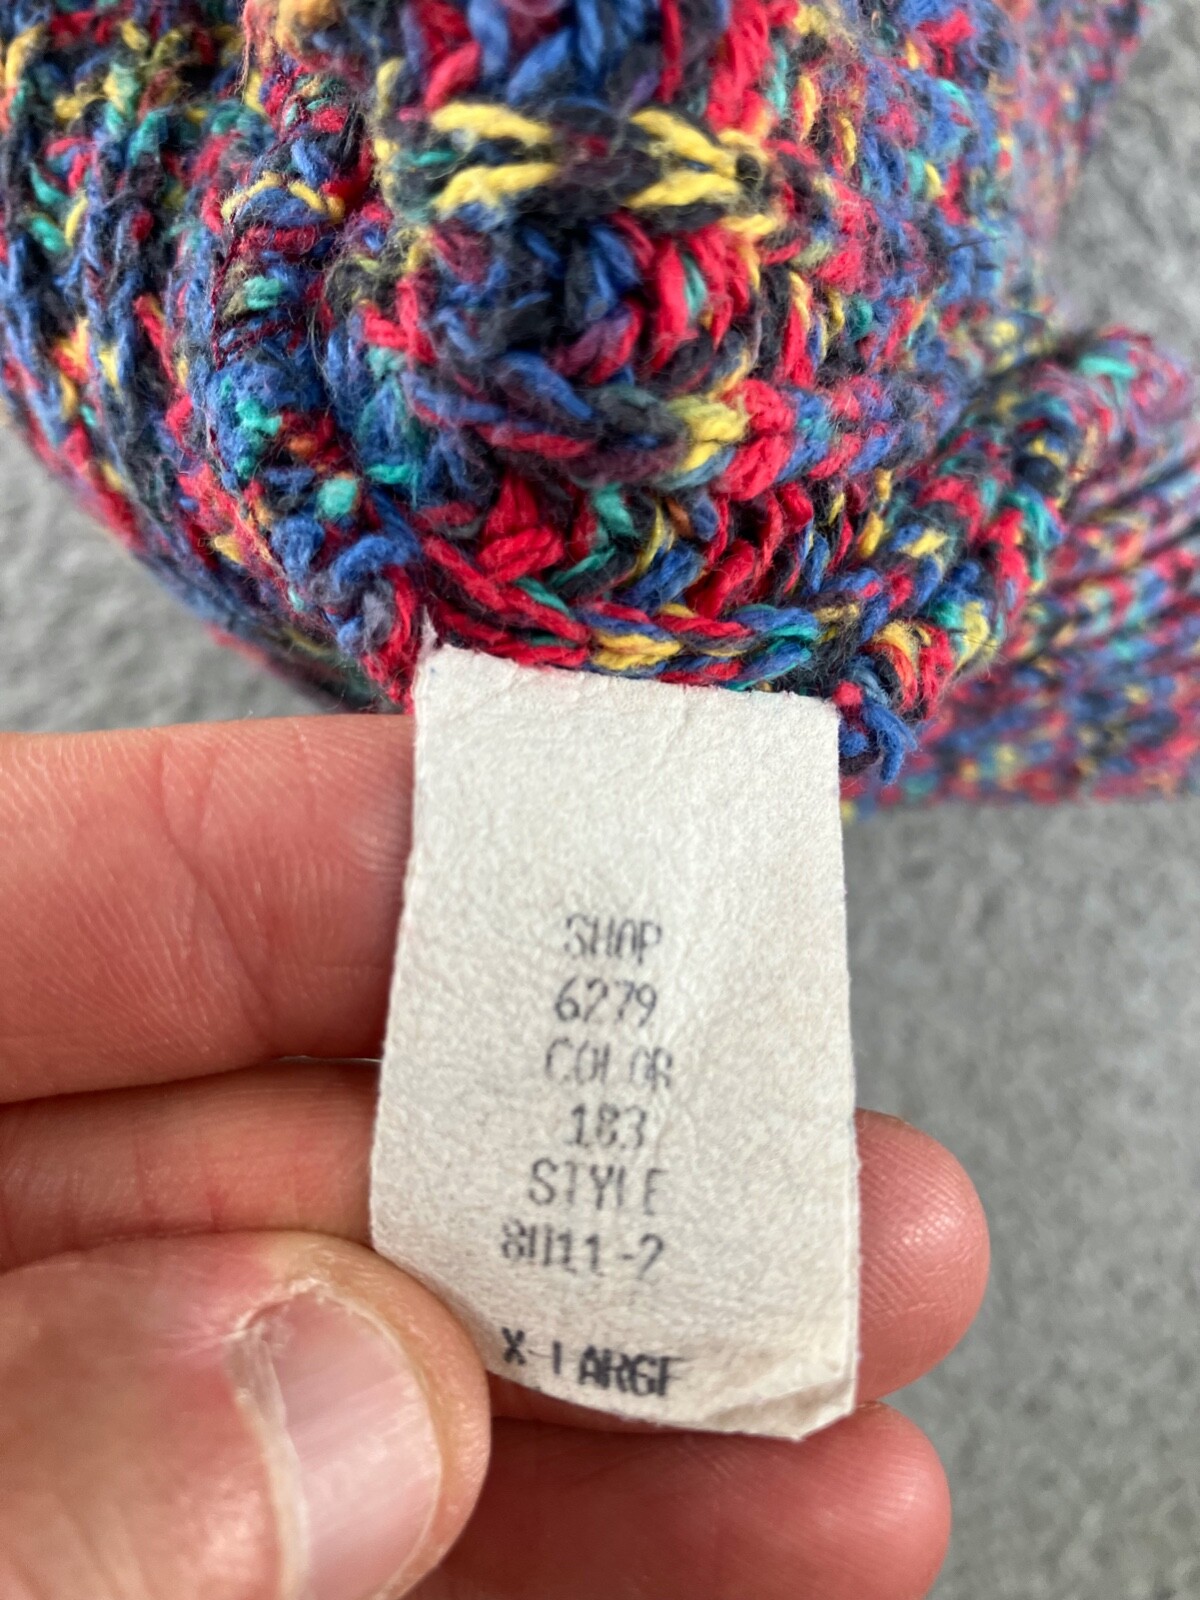 SHOP
6279
COLOR
183
STYLE
8011-2
X-LARGE